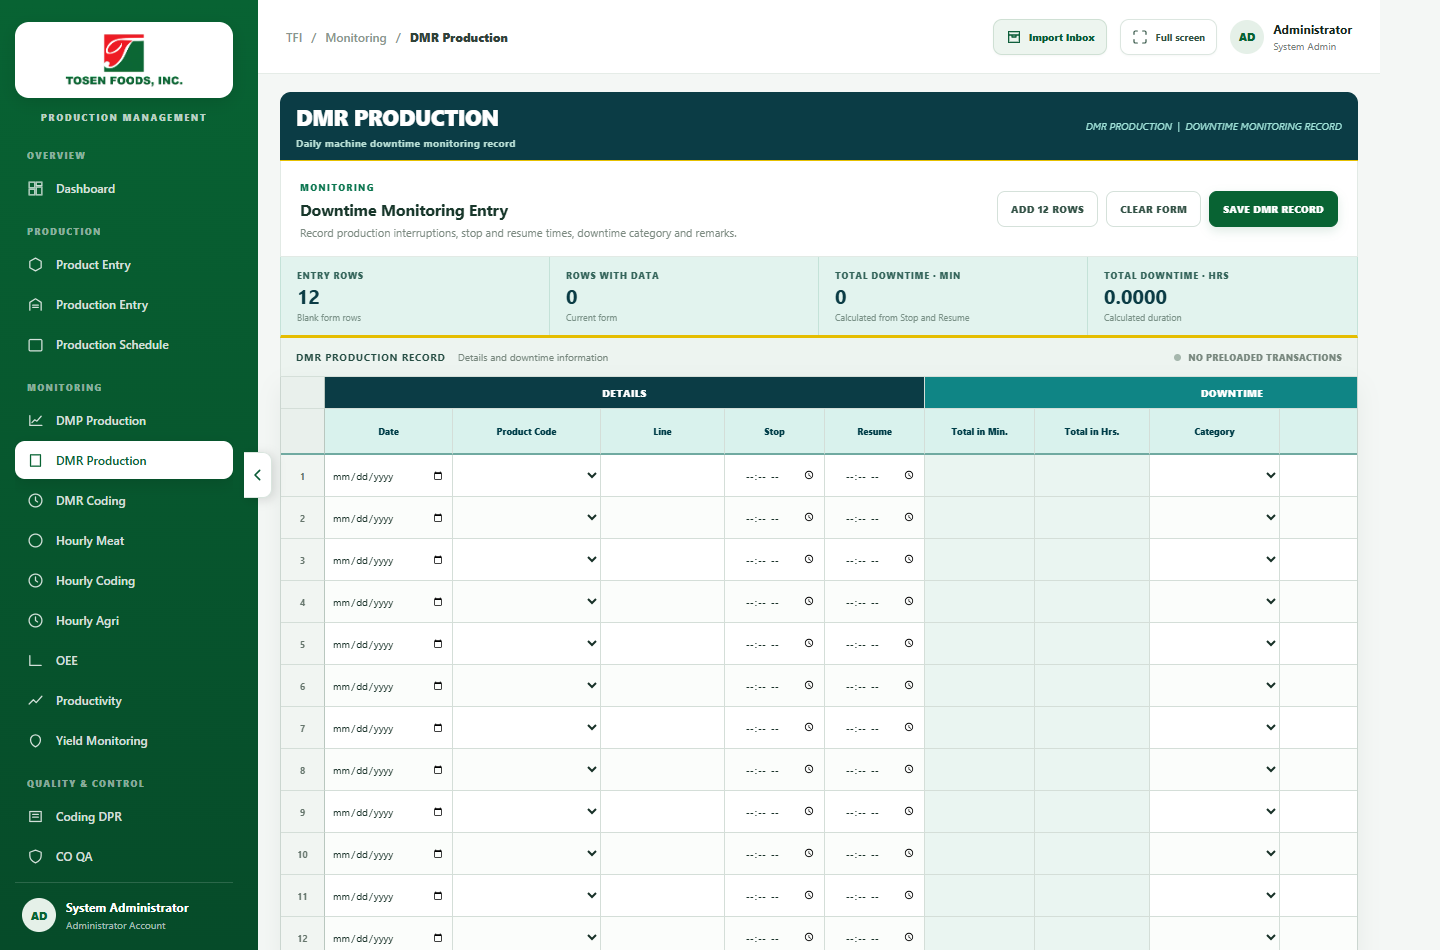 TOSEN FOODS, INC.
PRODUCTION MANAGEMENT
OVERVIEW
Dashboard
PRODUCTION
Product Entry
Production Entry
Production Schedule
MONITORING
DMP Production
DMR Production
DMR Coding
Hourly Meat
Hourly Coding
Hourly Agri
OEE
Productivity
Yield Monitoring
QUALITY & CONTROL
Coding DPR
CO QA
AD System Administrator
Administrator Account
TFI / Monitoring / DMR Production
Import Inbox
Full screen
AD Administrator
System Admin
DMR PRODUCTION
Daily machine downtime monitoring record
DMR PRODUCTION | DOWNTIME MONITORING RECORD
MONITORING
Downtime Monitoring Entry
Record production interruptions, stop and resume times, downtime category and remarks.
ADD 12 ROWS CLEAR FORM SAVE DMR RECORD
ENTRY ROWS
12
Blank form rows
ROWS WITH DATA
0
Current form
TOTAL DOWNTIME · MIN
0
Calculated from Stop and Resume
TOTAL DOWNTIME · HRS
0.0000
Calculated duration
DMR PRODUCTION RECORD Details and downtime information NO PRELOADED TRANSACTIONS
DETAILS DOWNTIME
Date Product Code Line Stop Resume Total in Min. Total in Hrs. Category
1 mm/dd/yyyy --:-- -- --:-- --
2 mm/dd/yyyy --:-- -- --:-- --
3 mm/dd/yyyy --:-- -- --:-- --
4 mm/dd/yyyy --:-- -- --:-- --
5 mm/dd/yyyy --:-- -- --:-- --
6 mm/dd/yyyy --:-- -- --:-- --
7 mm/dd/yyyy --:-- -- --:-- --
8 mm/dd/yyyy --:-- -- --:-- --
9 mm/dd/yyyy --:-- -- --:-- --
10 mm/dd/yyyy --:-- -- --:-- --
11 mm/dd/yyyy --:-- -- --:-- --
12 mm/dd/yyyy --:-- -- --:-- --